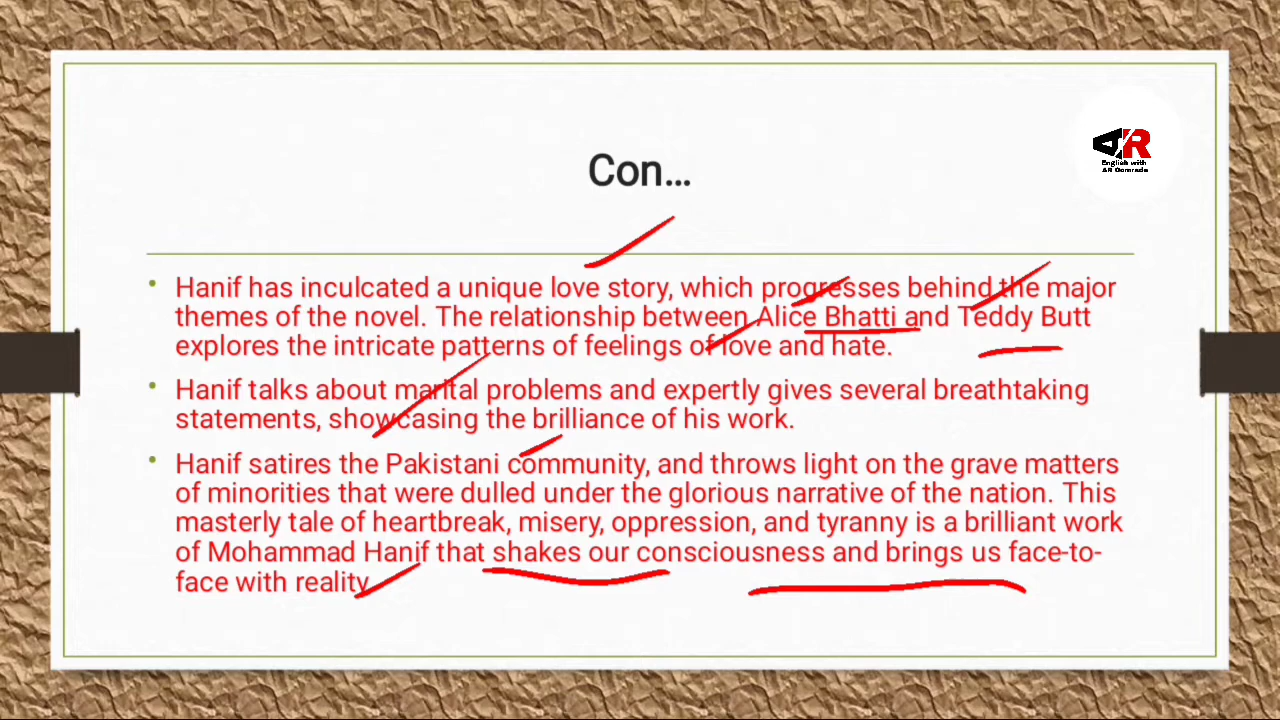 Con...
AR
English with
AR Comrade
• Hanif has inculcated a unique love story, which progresses behind the major
themes of the novel. The relationship between Alice Bhatti and Teddy Butt
explores the intricate patterns of feelings of love and hate.
• Hanif talks about marital problems and expertly gives several breathtaking
statements, showcasing the brilliance of his work.
• Hanif satires the Pakistani community, and throws light on the grave matters
of minorities that were dulled under the glorious narrative of the nation. This
masterly tale of heartbreak, misery, oppression, and tyranny is a brilliant work
of Mohammad Hanif that shakes our consciousness and brings us face-to-
face with reality.